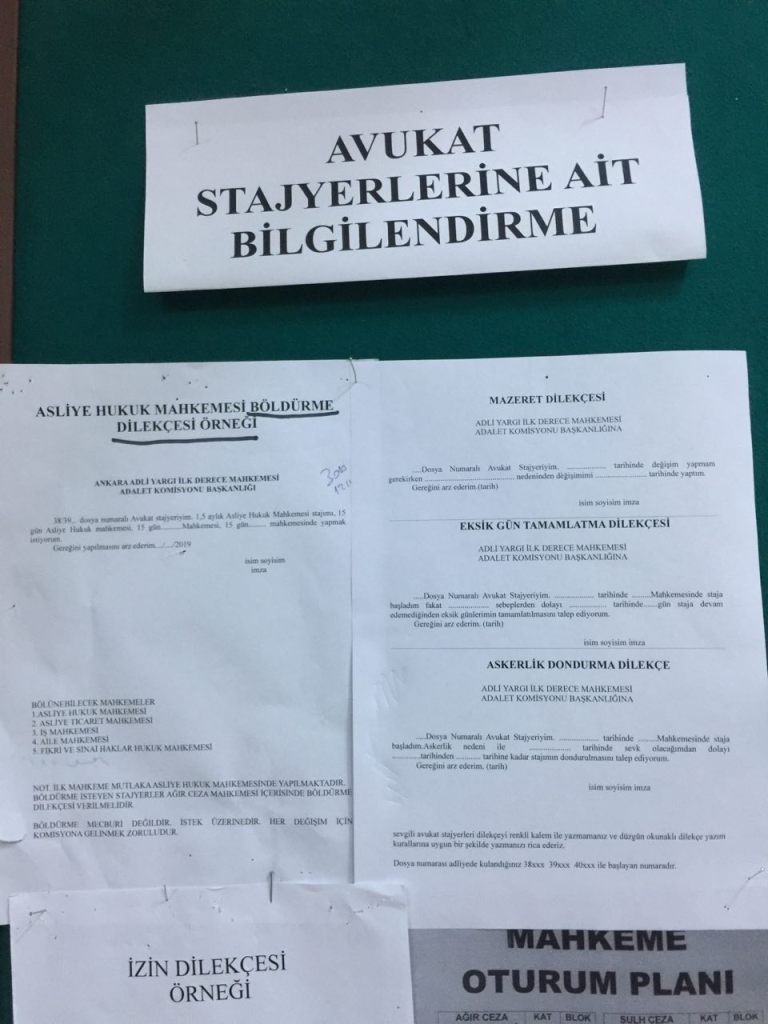 AVUKAT
STAJYERLERİNE AİT
BİLGİLENDİRME
ASLİYE HUKUK MAHKEMESİ BÖLDÜRME
DİLEKÇESİ ÖRNEĞİ
ANKARA ADLİ YARGI İLK DERECE MAHKEMESİ
ADALET KOMİSYONU BAŞKANLIĞI
38/39... dosya numaralı Avukat stajyeriyim. 1,5 aylık Asliye Hukuk Mahkemesi stajımı, 15
gün Asliye Hukuk mahkemesi, 15 gün..........Mahkemesi, 15 gün........ mahkemesinde yapmak
istiyorum.
Gereğini yapılmasını arz ederim.../.../2019
isim soyisim
imza
BÖLÜNEBİLECEK MAHKEMELER
1.ASLİYE HUKUK MAHKEMESİ
2. ASLİYE TİCARET MAHKEMESİ
3. İŞ MAHKEMESİ
4. AİLE MAHKEMESİ
5. FİKRİ VE SINAİ HAKLAR HUKUK MAHKEMESİ
NOT. İLK MAHKEME MUTLAKA ASLİYE HUKUK MAHKEMESİNDE YAPILMAKTADIR.
BÖLDÜRME İSTEYEN STAJYERLER AĞIR CEZA MAHKEMESİ İÇERİSİNDE BÖLDÜRME
DİLEKÇESİ VERİLMELİDİR.
BÖLDÜRME MECBURİ DEĞİLDİR. İSTEK ÜZERİNEDİR. HER DEĞİŞİM İÇİN
KOMİSYONA GELİNMEK ZORULUDUR.
MAZERET DİLEKÇESİ
ADLİ YARGI İLK DERECE MAHKEMESİ
ADALET KOMİSYONU BAŞKANLIĞINA
....Dosya Numaralı Avukat Stajyeriyim. .................. tarihinde değişim yapmam
gerekirken ........................................ nedeninden değişimimi ........................ tarihinde yaptım.
Gereğini arz ederim.(tarih)
isim soyisim imza
EKSİK GÜN TAMAMLATMA DİLEKÇESİ
ADLİ YARGI İLK DERECE MAHKEMESİ
ADALET KOMİSYONU BAŞKANLIĞINA
.....Dosya Numaralı Avukat Stajyeriyim. .................. tarihinde .........Mahkemesinde staja
başladım fakat .................. sebeplerden dolayı ................. tarihinde......gün staja devam
edemediğinden eksik günlerimin tamamlatılmasını talep ediyorum.
Gereğini arz ederim. (tarih)
isim soyisim imza
ASKERLİK DONDURMA DİLEKÇE
ADLİ YARGI İLK DERECE MAHKEMESİ
ADALET KOMİSYONU BAŞKANLIĞINA
.....Dosya Numaralı Avukat Stajyeriyim. .................. tarihinde .........Mahkemesinde staja
başladım.Askerlik nedeni ile .................. tarihinde sevk olacağımdan dolayı
.............tarihinden ............... tarihine kadar stajımın dondurulmasını talep ediyorum.
Gereğini arz ederim. (tarih)
isim soyisim imza
sevgili avukat stajyerleri dilekçeyi renkli kalem ile yazmamanız ve düzgün okunaklı dilekçe yazım
kurallarına uygun bir şekilde yazmanızı rica ederiz.
Dosya numarası adliyede kulandığınız 38xxx 39xxx 40xxx ile başlayan numaradır.
İZİN DİLEKÇESİ
ÖRNEĞİ
MAHKEME
OTURUM PLANI
AĞIR CEZA KAT BLOK SULH CEZA KAT BLOK